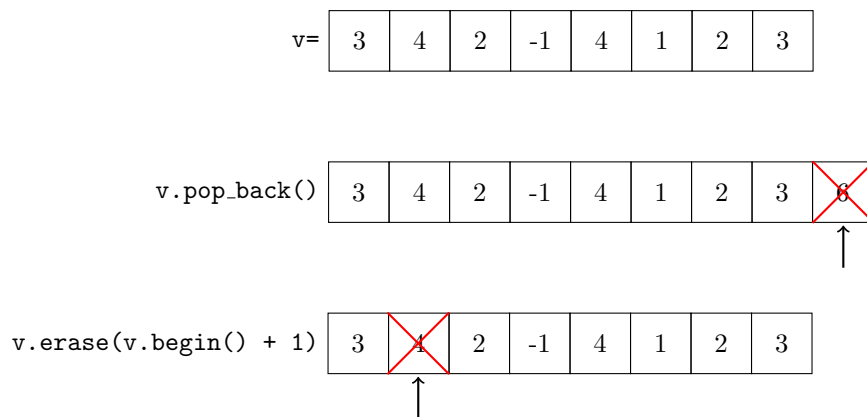 v= 3 4 2 -1 4 1 2 3
v.pop_back() 3 4 2 -1 4 1 2 3 6
v.erase(v.begin() + 1) 3 4 2 -1 4 1 2 3